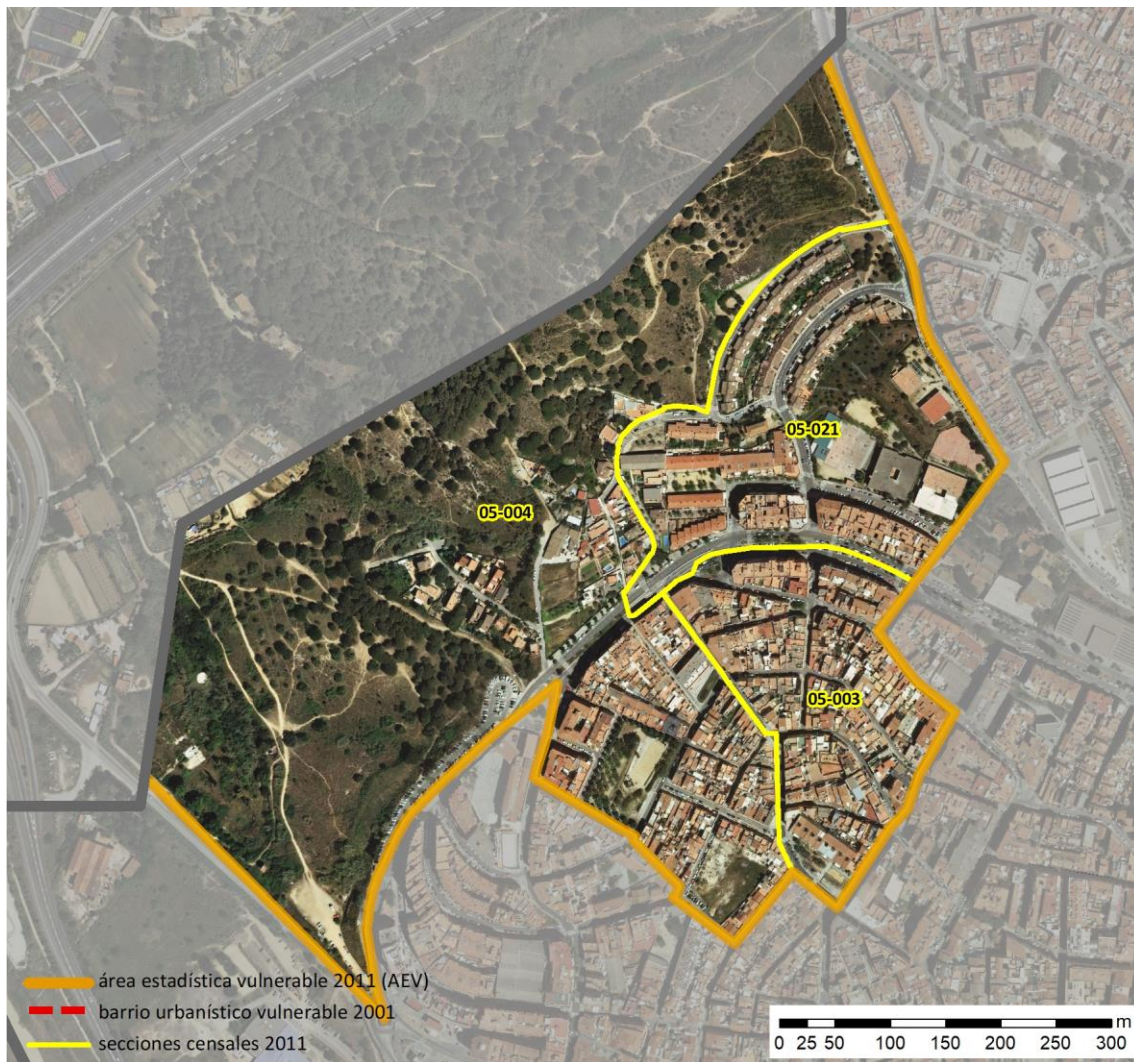 05-021
05-004
05-003
área estadística vulnerable 2011 (AEV)
barrio urbanístico vulnerable 2001
secciones censales 2011
m
0 25 50 100 150 200 250 300